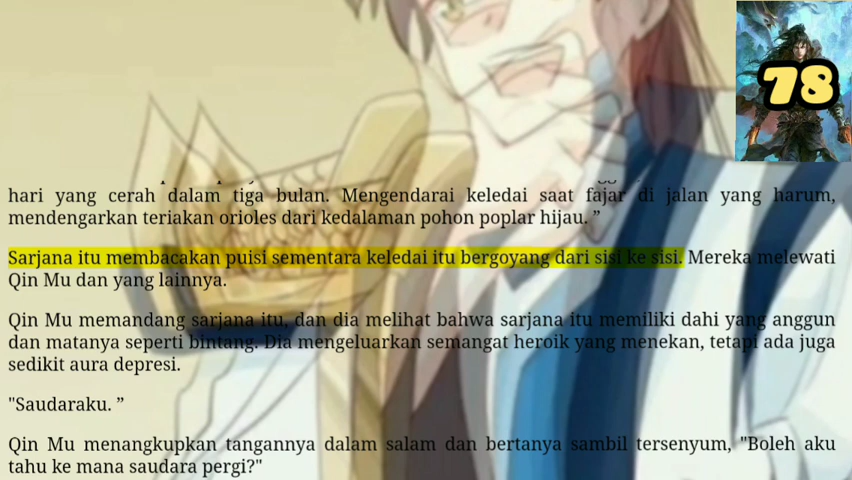 78
hari yang cerah dalam tiga bulan. Mengendarai keledai saat fajar di jalan yang harum,
mendengarkan teriakan orioles dari kedalaman pohon poplar hijau. ”
Sarjana itu membacakan puisi sementara keledai itu bergoyang dari sisi ke sisi. Mereka melewati
Qin Mu dan yang lainnya.
Qin Mu memandang sarjana itu, dan dia melihat bahwa sarjana itu memiliki dahi yang anggun
dan matanya seperti bintang. Dia mengeluarkan semangat heroik yang menekan, tetapi ada juga
sedikit aura depresi.
"Saudaraku. ”
Qin Mu menangkupkan tangannya dalam salam dan bertanya sambil tersenyum, "Boleh aku
tahu ke mana saudara pergi?"